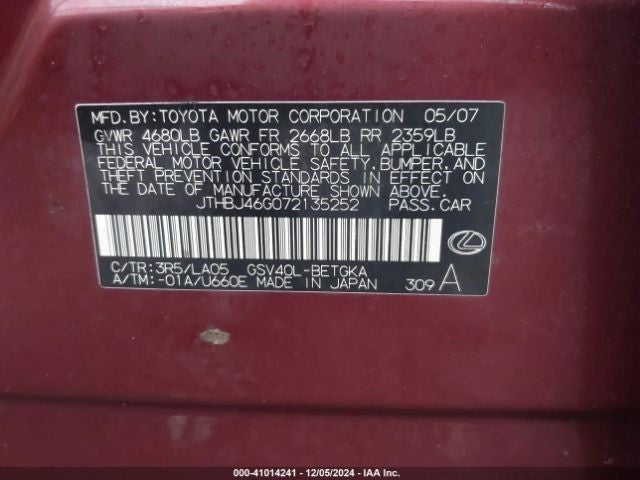 MFD.BY:TOYOTA MOTOR CORPORATION 05/07
GVWR 4680LB GAWR FR 2668LB RR 2359LB
THIS VEHICLE CONFORMS TO ALL APPLICABLE
FEDERAL MOTOR VEHICLE SAFETY, BUMPER, AND
THEFT PREVENTION STANDARDS IN EFFECT ON
THE DATE OF MANUFACTURE SHOWN ABOVE.
JTHBJ46G072135252 PASS.CAR
C/TR:3R5/LA05 GSV40L-BETGKA
A/TM:-01A/U660E MADE IN JAPAN 309 A
000-41014241 - 12/05/2024 - IAA Inc.